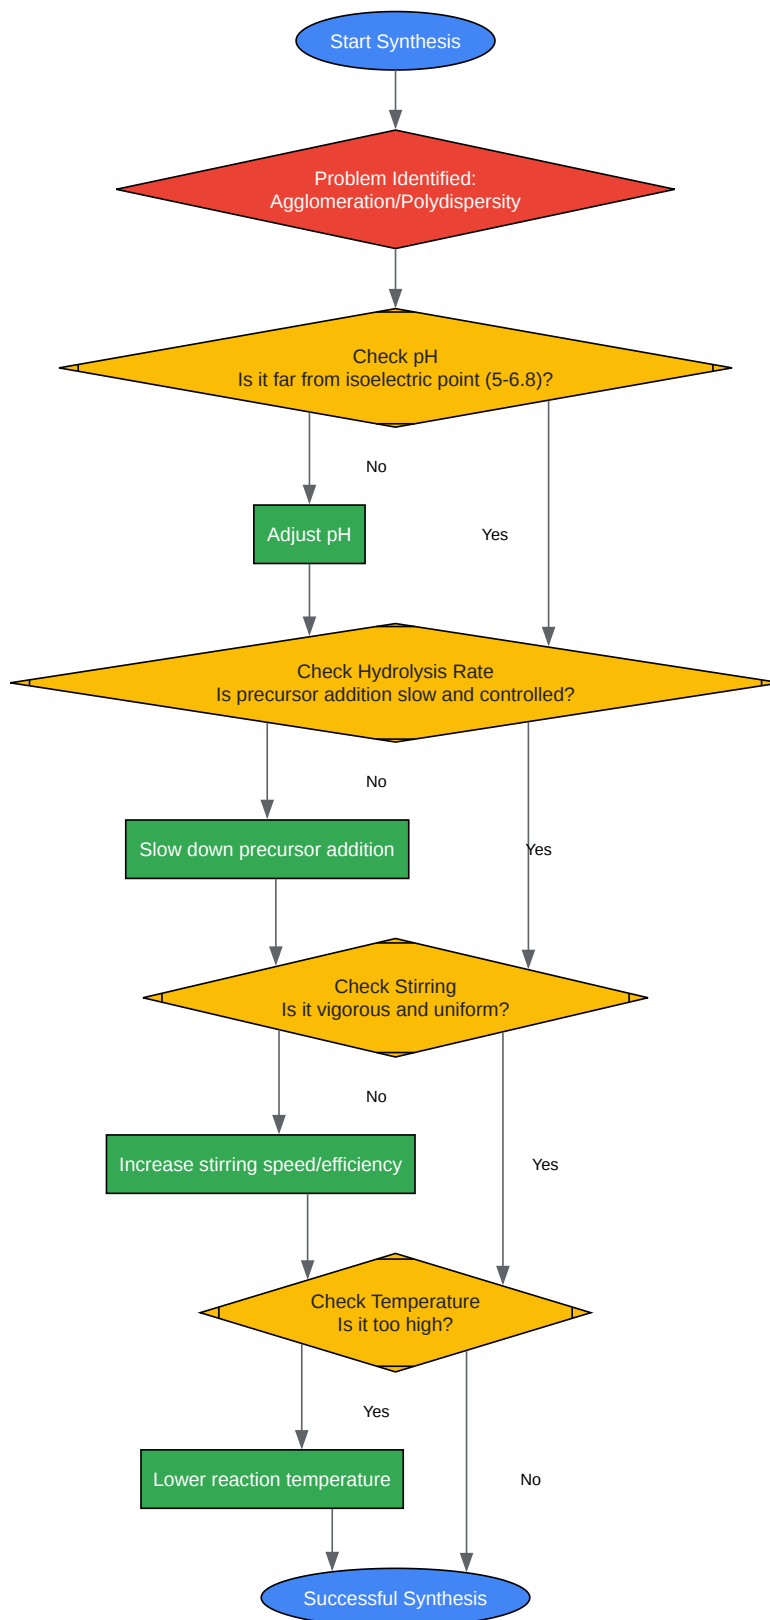 Start Synthesis
Problem Identified:
Agglomeration/Polydispersity
Check pH
Is it far from isoelectric point (5-6.8)?
No
Adjust pH
Yes
Check Hydrolysis Rate
Is precursor addition slow and controlled?
No
Slow down precursor addition
Yes
Check Stirring
Is it vigorous and uniform?
No
Increase stirring speed/efficiency
Yes
Check Temperature
Is it too high?
Yes
Lower reaction temperature
No
Successful Synthesis